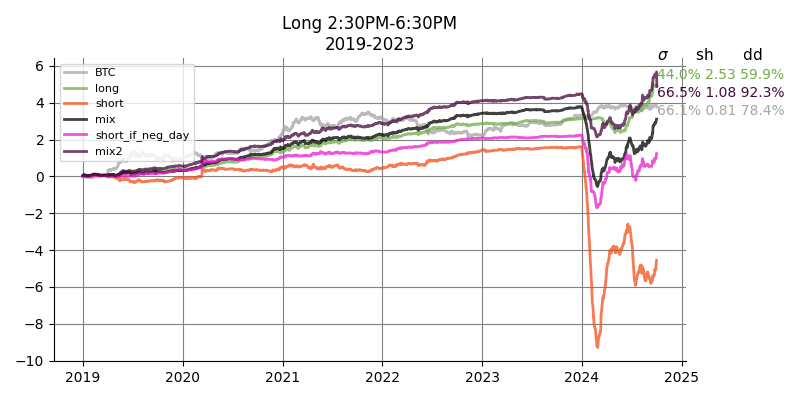 Long 2:30PM-6:30PM
2019-2023
σ sh dd
44.0% 2.53 59.9%
66.5% 1.08 92.3%
66.1% 0.81 78.4%
BTC
long
short
mix
short_if_neg_day
mix2
6
4
2
0
−2
−4
−6
−8
−10
2019 2020 2021 2022 2023 2024 2025